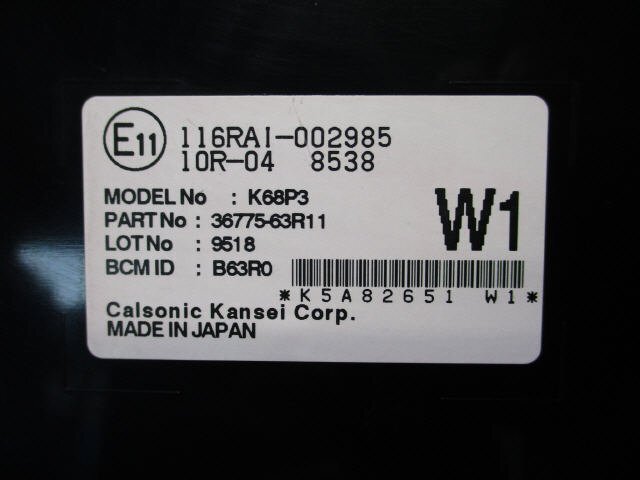 E11 116RAI-002985
10R-04 8538
MODEL No : K68P3
PART No : 36775-63R11
LOT No : 9518
BCM ID : B63R0
W1
*K5A82651 W1*
Calsonic Kansei Corp.
MADE IN JAPAN